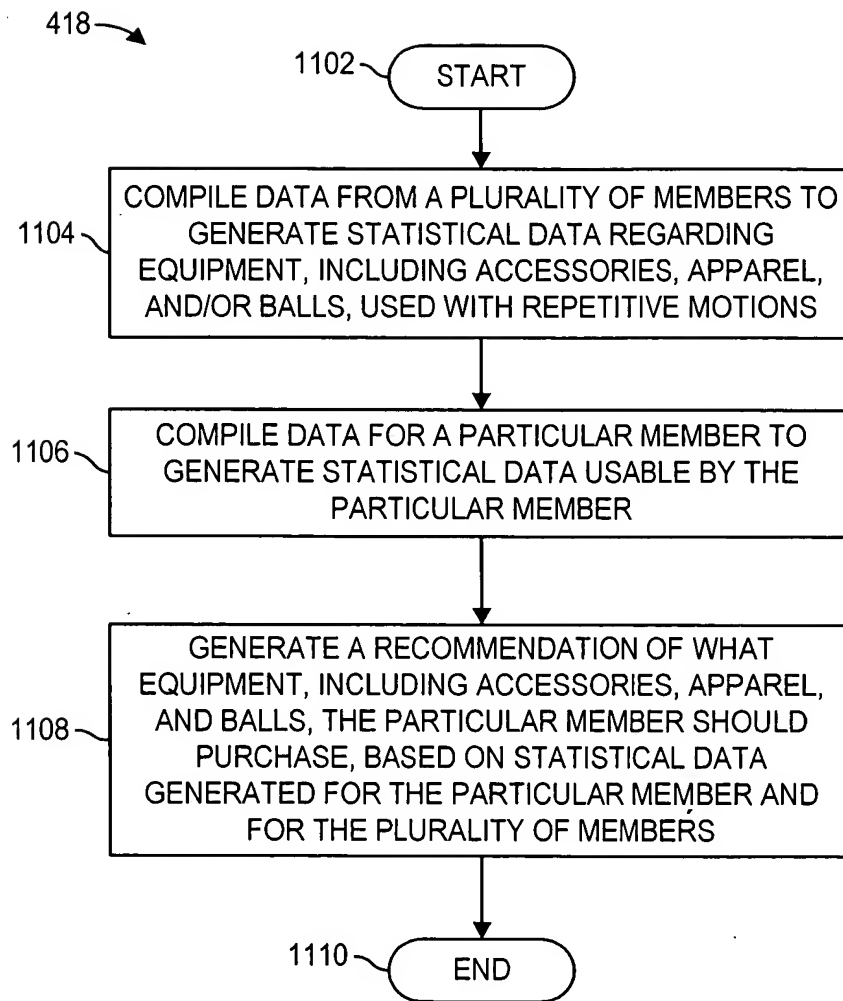 418
1102
START
1104
COMPILE DATA FROM A PLURALITY OF MEMBERS TO
GENERATE STATISTICAL DATA REGARDING
EQUIPMENT, INCLUDING ACCESSORIES, APPAREL,
AND/OR BALLS, USED WITH REPETITIVE MOTIONS
1106
COMPILE DATA FOR A PARTICULAR MEMBER TO
GENERATE STATISTICAL DATA USABLE BY THE
PARTICULAR MEMBER
1108
GENERATE A RECOMMENDATION OF WHAT
EQUIPMENT, INCLUDING ACCESSORIES, APPAREL,
AND BALLS, THE PARTICULAR MEMBER SHOULD
PURCHASE, BASED ON STATISTICAL DATA
GENERATED FOR THE PARTICULAR MEMBER AND
FOR THE PLURALITY OF MEMBERS
1110
END